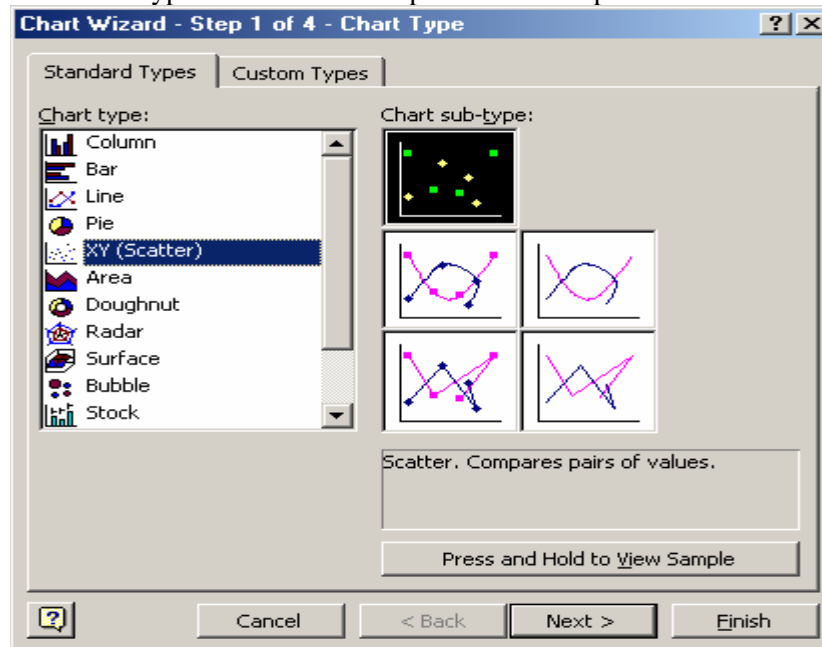 Chart Wizard - Step 1 of 4 - Chart Type
Standard Types
Custom Types
Chart type:
Column
Bar
Line
Pie
XY (Scatter)
Area
Doughnut
Radar
Surface
Bubble
Stock
Chart sub-type:
Scatter. Compares pairs of values.
Press and Hold to View Sample
Cancel
< Back
Next >
Finish